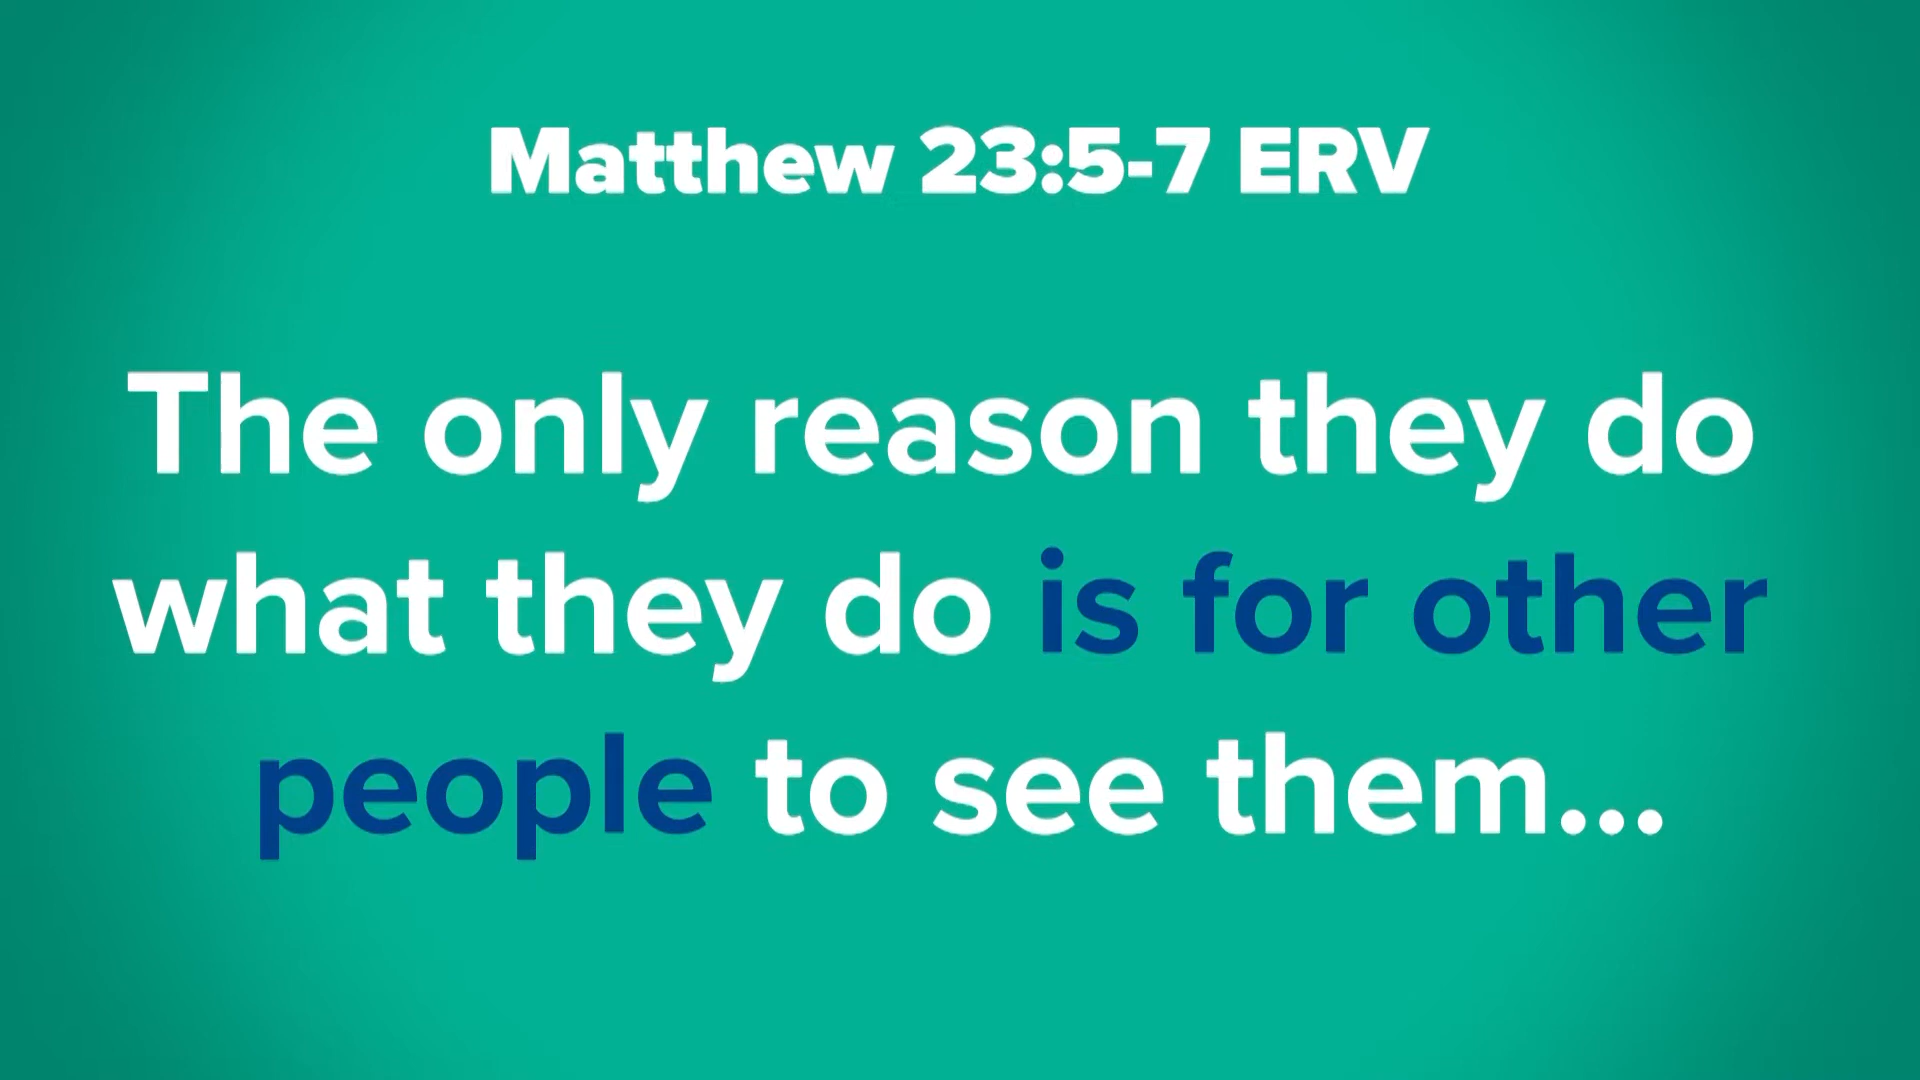 Matthew 23:5-7 ERV
The only reason they do
what they do is for other
people to see them...